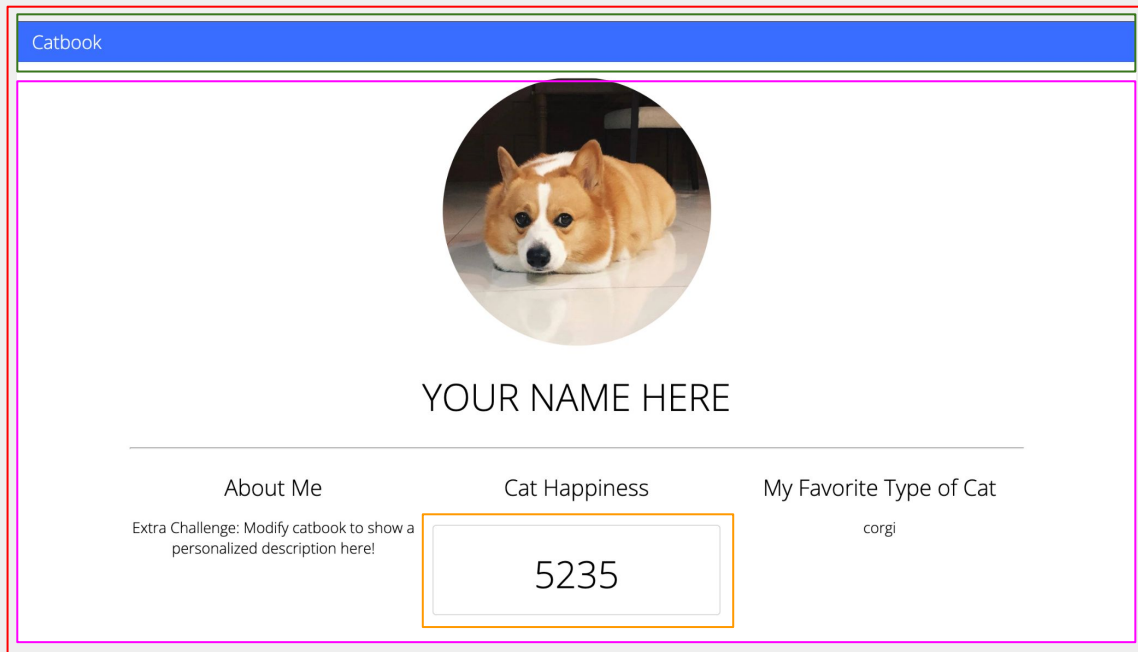 Catbook
YOUR NAME HERE
About Me
Extra Challenge: Modify catbook to show a
personalized description here!
Cat Happiness
5235
My Favorite Type of Cat
corgi